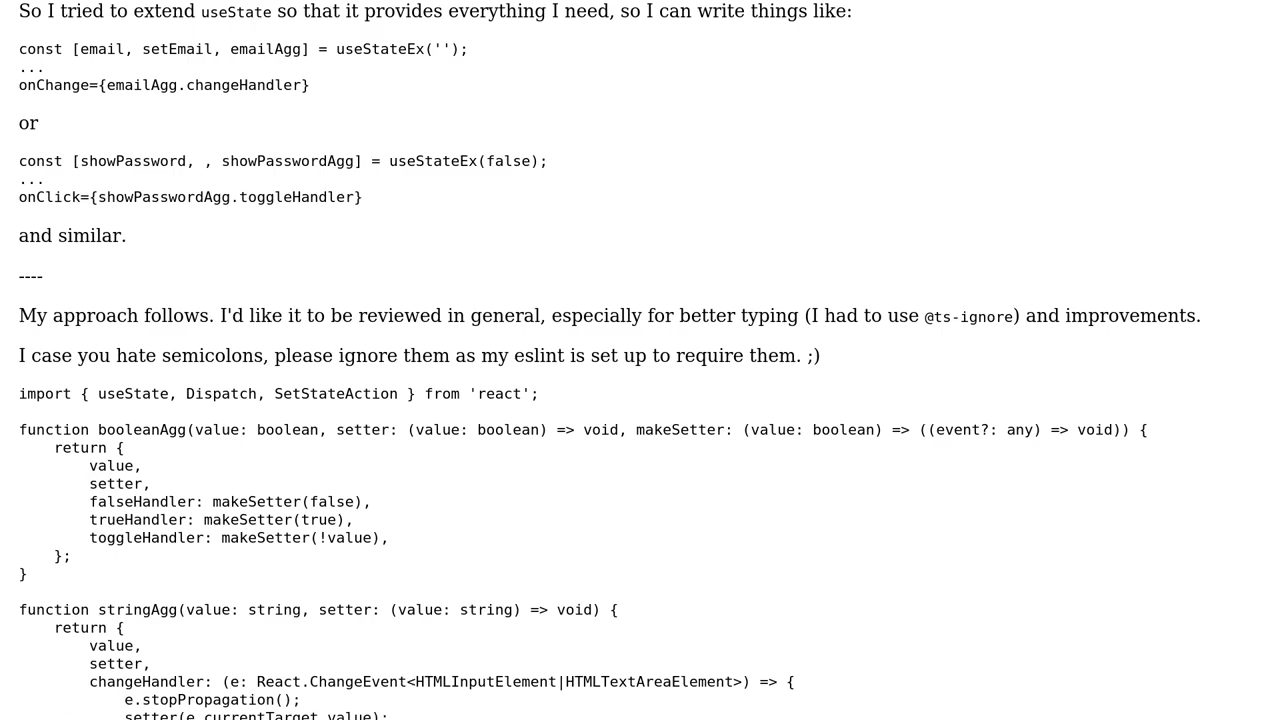 So I tried to extend useState so that it provides everything I need, so I can write things like:
const [email, setEmail, emailAgg] = useStateEx('');
...
onChange={emailAgg.changeHandler}
or
const [showPassword, , showPasswordAgg] = useStateEx(false);
...
onClick={showPasswordAgg.toggleHandler}
and similar.
----
My approach follows. I'd like it to be reviewed in general, especially for better typing (I had to use @ts-ignore) and improvements.
I case you hate semicolons, please ignore them as my eslint is set up to require them. ;)
import { useState, Dispatch, SetStateAction } from 'react';
function booleanAgg(value: boolean, setter: (value: boolean) => void, makeSetter: (value: boolean) => ((event?: any) => void)) {
    return {
        value,
        setter,
        falseHandler: makeSetter(false),
        trueHandler: makeSetter(true),
        toggleHandler: makeSetter(!value),
    };
}
function stringAgg(value: string, setter: (value: string) => void) {
    return {
        value,
        setter,
        changeHandler: (e: React.ChangeEvent<HTMLInputElement|HTMLTextAreaElement>) => {
            e.stopPropagation();
            setter(e.currentTarget.value);